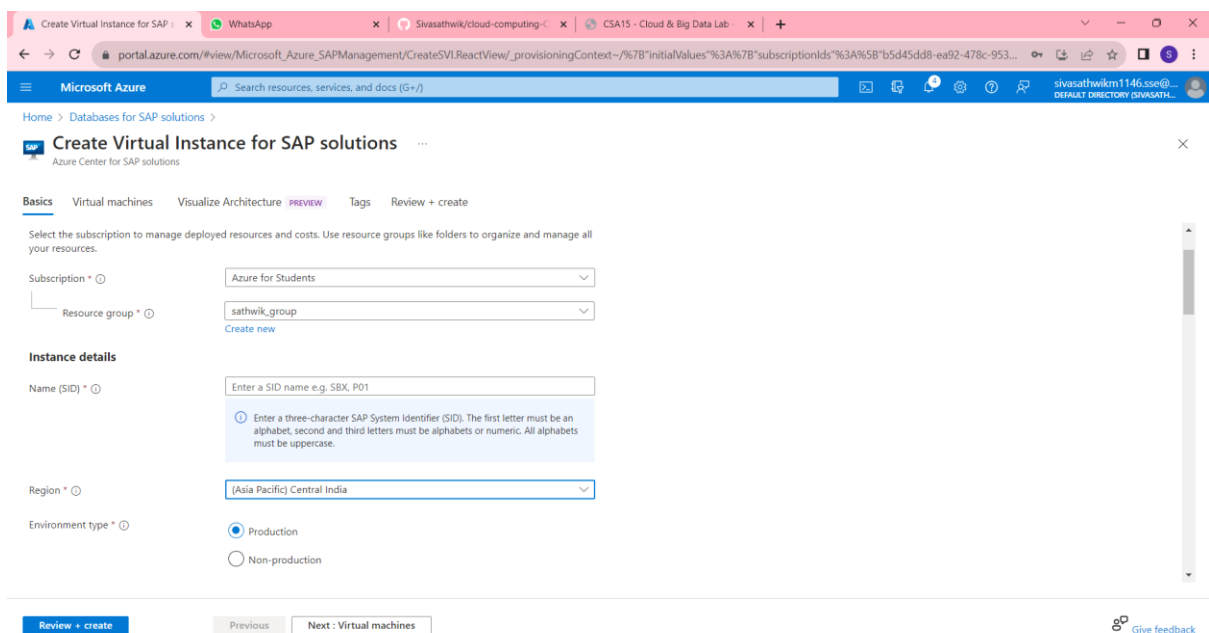 Create Virtual Instance for SAP s
WhatsApp
Sivasathwik/cloud-computing-C
CSA15 - Cloud & Big Data Lab -
portal.azure.com/#view/Microsoft_Azure_SAPManagement/CreateSVI.ReactView/_provisioningContext~/%7B"initialValues"%3A%7B"subscriptionIds"%3A%5B"b5d45dd8-ea92-478c-953...
S
Microsoft Azure
Search resources, services, and docs (G+/)
4
sivasathwikm1146.sse@...
DEFAULT DIRECTORY (SIVASATH...
Home > Databases for SAP solutions >
SAP
Create Virtual Instance for SAP solutions ...
Azure Center for SAP solutions
Basics Virtual machines Visualize Architecture PREVIEW Tags Review + create
Select the subscription to manage deployed resources and costs. Use resource groups like folders to organize and manage all
your resources.
Subscription * Azure for Students
Resource group * sathwik_group
Create new
Instance details
Name (SID) * Enter a SID name e.g. SBX, P01
Enter a three-character SAP System Identifier (SID). The first letter must be an
alphabet, second and third letters must be alphabets or numeric. All alphabets
must be uppercase.
Region * (Asia Pacific) Central India
Environment type * Production
Non-production
Review + create Previous Next : Virtual machines Give feedback